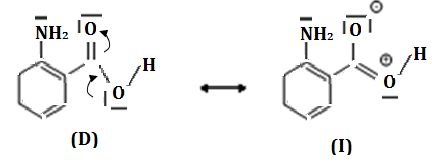 NH₂ O H O
(D)
NH₂ O ⊖ ⊕ O H
(I)